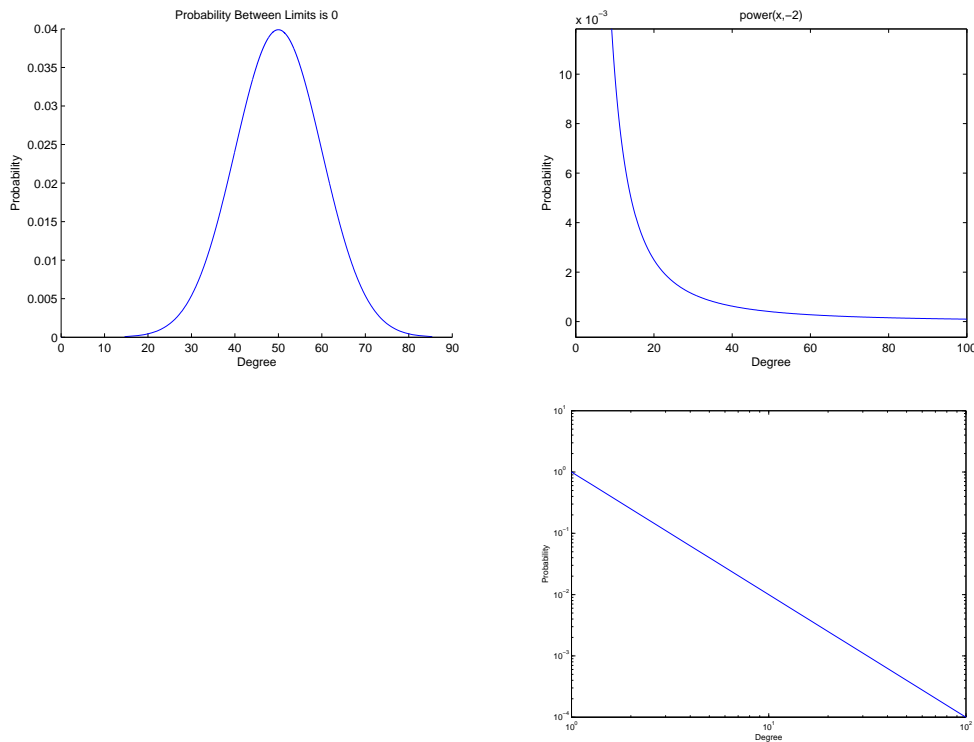 Probability Between Limits is 0
0.04
0.035
0.03
0.025
0.02
0.015
0.01
0.005
0
Probability
0 10 20 30 40 50 60 70 80 90
Degree
power(x,−2)
x 10⁻³
10
8
6
4
2
0
Probability
0 20 40 60 80 100
Degree
10¹
10⁰
10⁻¹
10⁻²
10⁻³
10⁻⁴
Probability
10⁰ 10¹ 10²
Degree